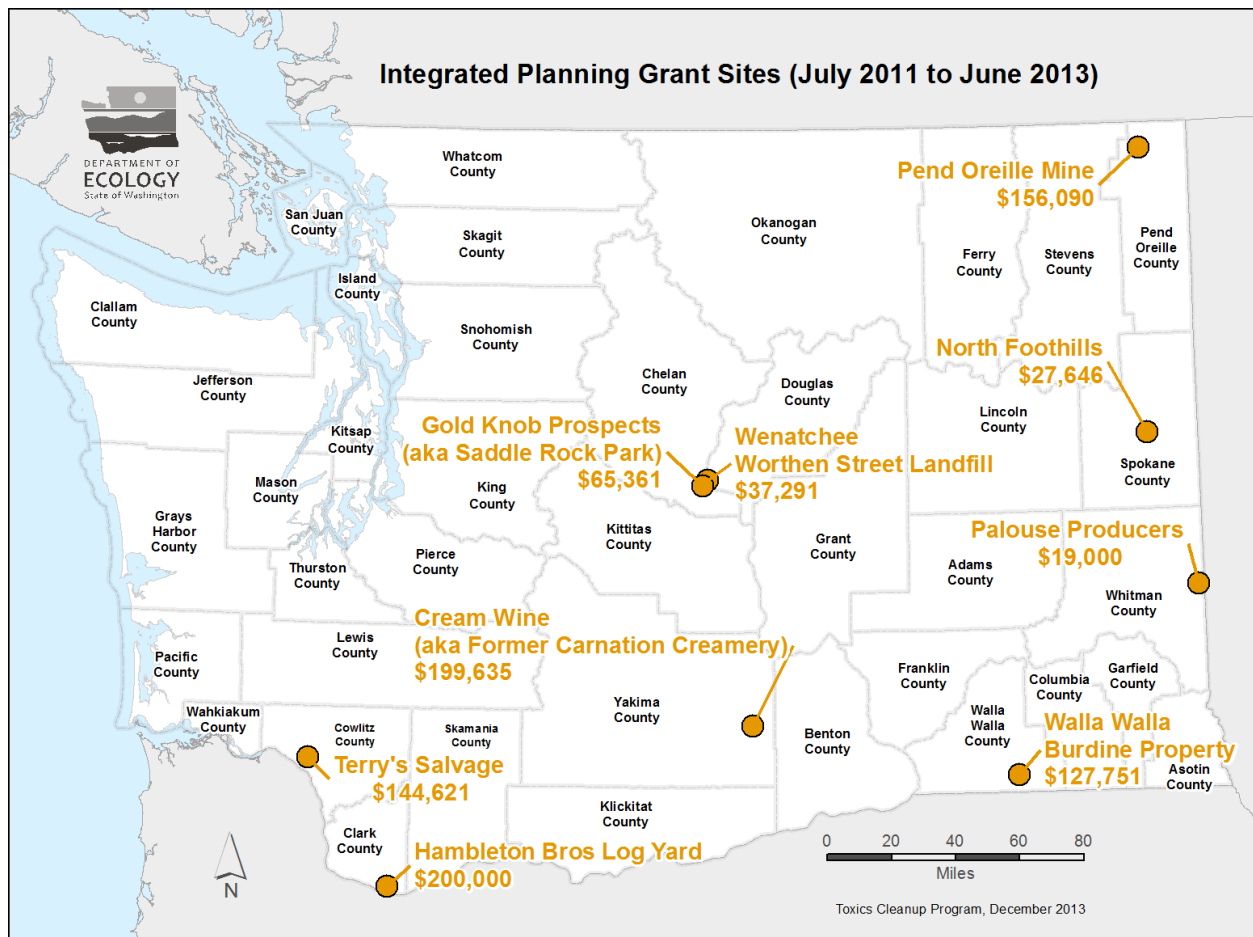 Integrated Planning Grant Sites (July 2011 to June 2013)
DEPARTMENT OF
ECOLOGY
State of Washington
Whatcom
County
San Juan
County
Skagit
County
Island
County
Okanogan
County
Ferry
County
Stevens
County
Pend
Oreille
County
Pend Oreille Mine
$156,090
Clallam
County
Snohomish
County
Jefferson
County
Chelan
County
Douglas
County
North Foothills
$27,646
Lincoln
County
Kitsap
County
Gold Knob Prospects
(aka Saddle Rock Park)
$65,361
Wenatchee
Worthen Street Landfill
$37,291
Spokane
County
Mason
County
King
County
Grays
Harbor
County
Kittitas
County
Grant
County
Palouse Producers
$19,000
Thurston
County
Pierce
County
Adams
County
Whitman
County
Cream Wine
(aka Former Carnation Creamery)
$199,635
Lewis
County
Pacific
County
Yakima
County
Franklin
County
Columbia
County
Garfield
County
Wahkiakum
County
Cowlitz
County
Skamania
County
Benton
County
Walla
Walla
County
Walla Walla
Burdine Property
$127,751
Asotin
County
Terry's Salvage
$144,621
Klickitat
County
Clark
County
Hambleton Bros Log Yard
$200,000
N
0 20 40 60 80
Miles
Toxics Cleanup Program, December 2013